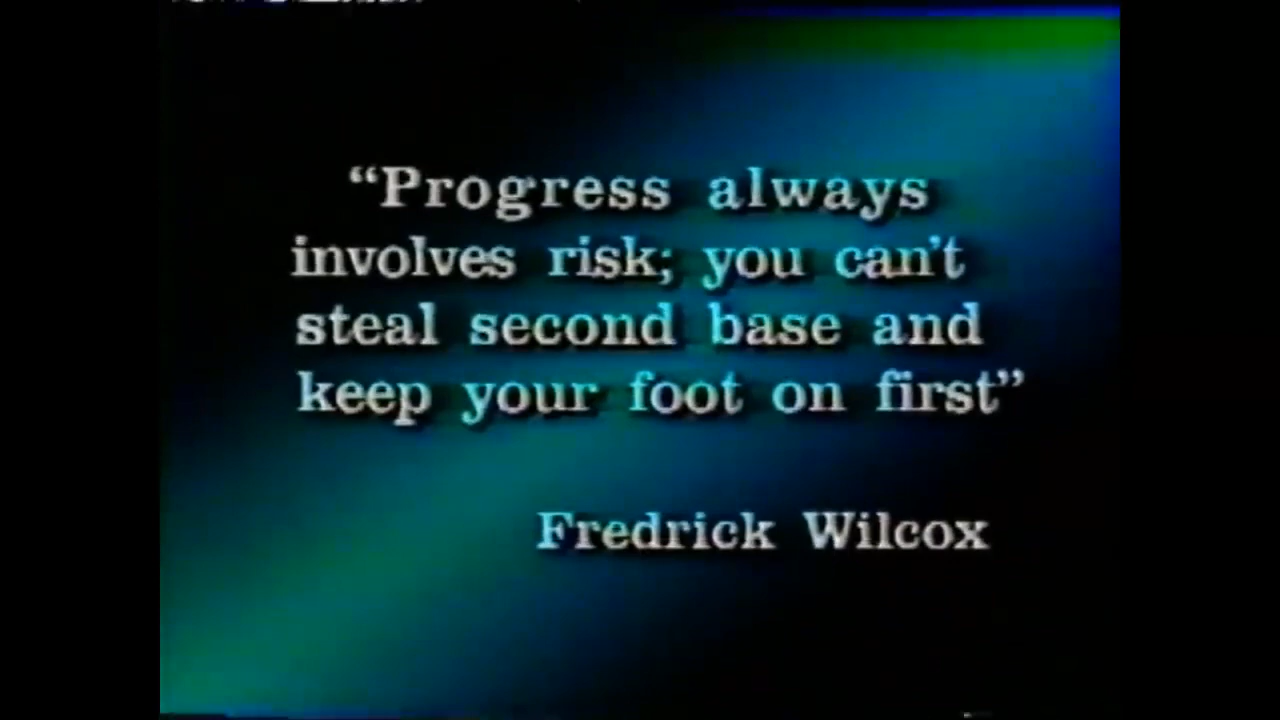 “Progress always
involves risk; you can’t
steal second base and
keep your foot on first”
Fredrick Wilcox